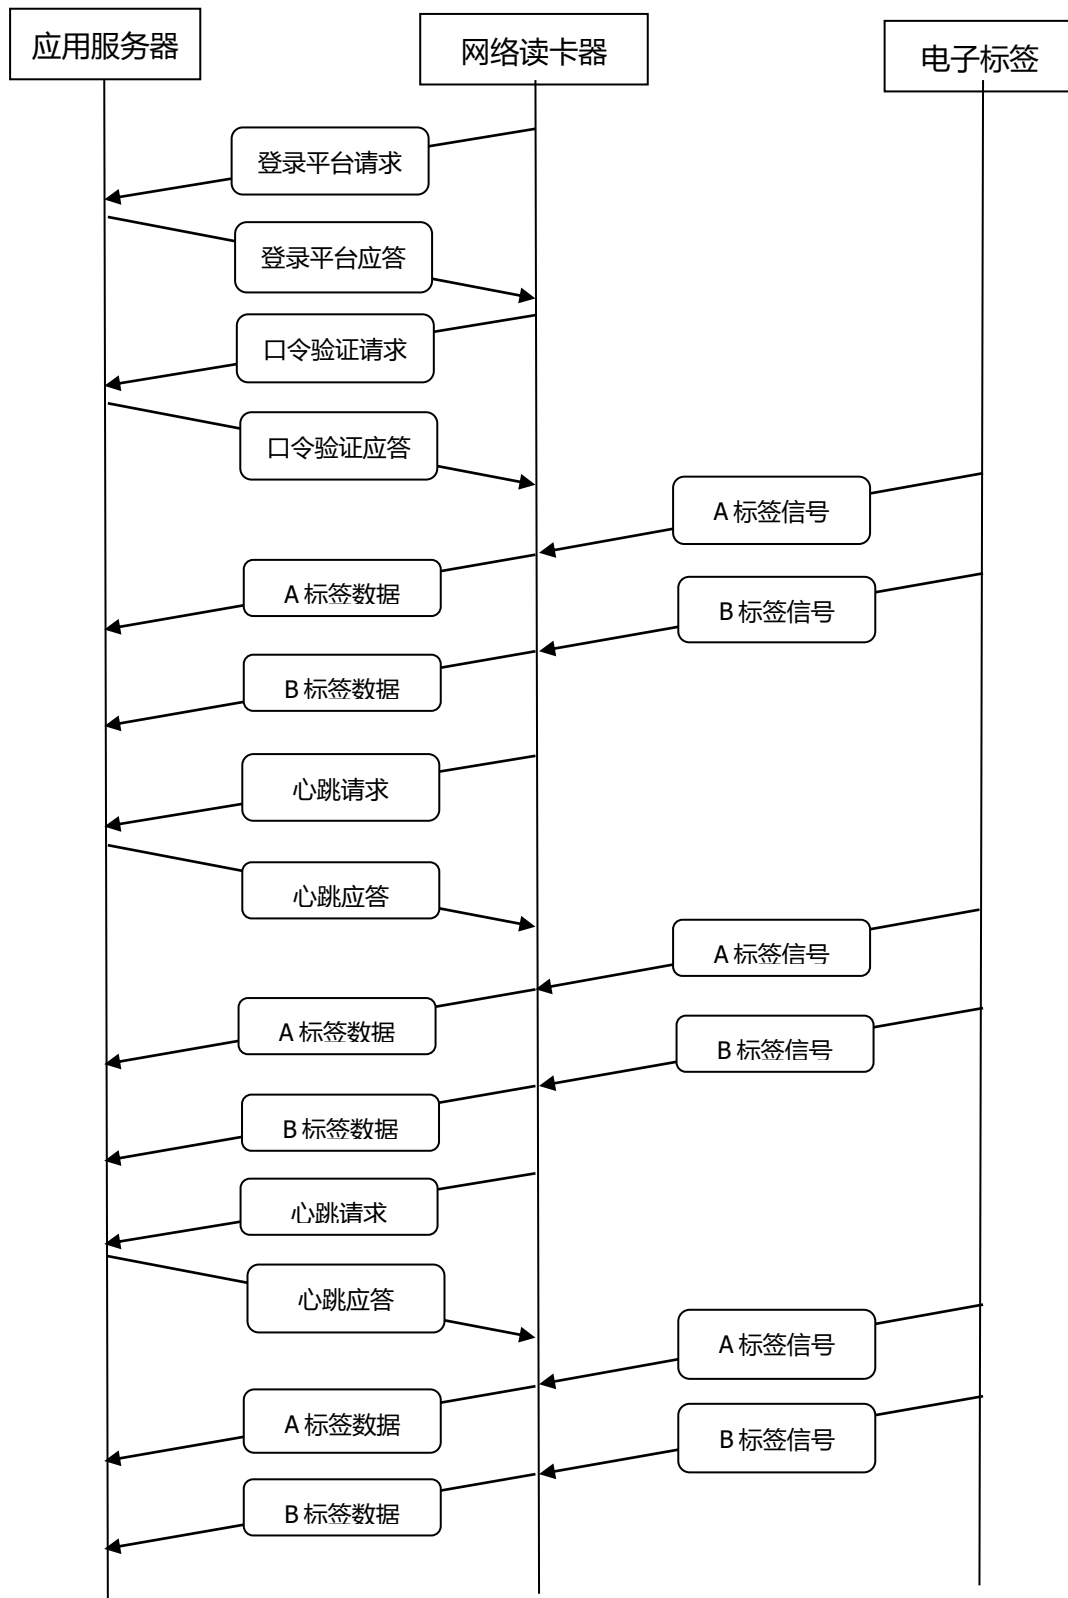 应用服务器
网络读卡器
电子标签
登录平台请求
登录平台应答
口令验证请求
口令验证应答
A 标签信号
A 标签数据
B 标签信号
B 标签数据
心跳请求
心跳应答
A 标签信号
A 标签数据
B 标签信号
B 标签数据
心跳请求
心跳应答
A 标签信号
A 标签数据
B 标签信号
B 标签数据